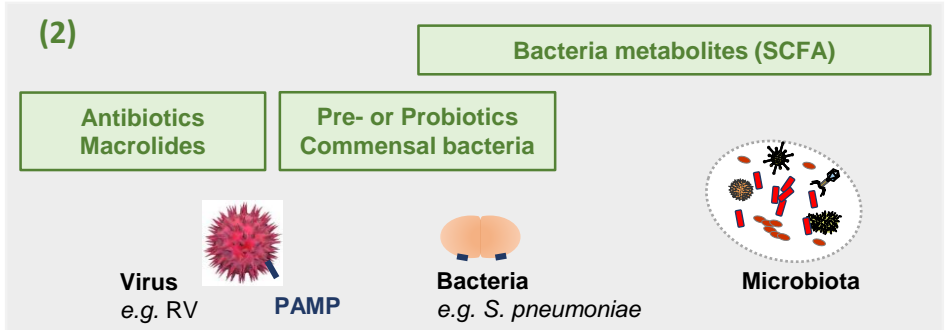 (2)
Bacteria metabolites (SCFA)
Antibiotics
Macrolides
Pre- or Probiotics
Commensal bacteria
Virus
e.g. RV
PAMP
Bacteria
e.g. S. pneumoniae
Microbiota